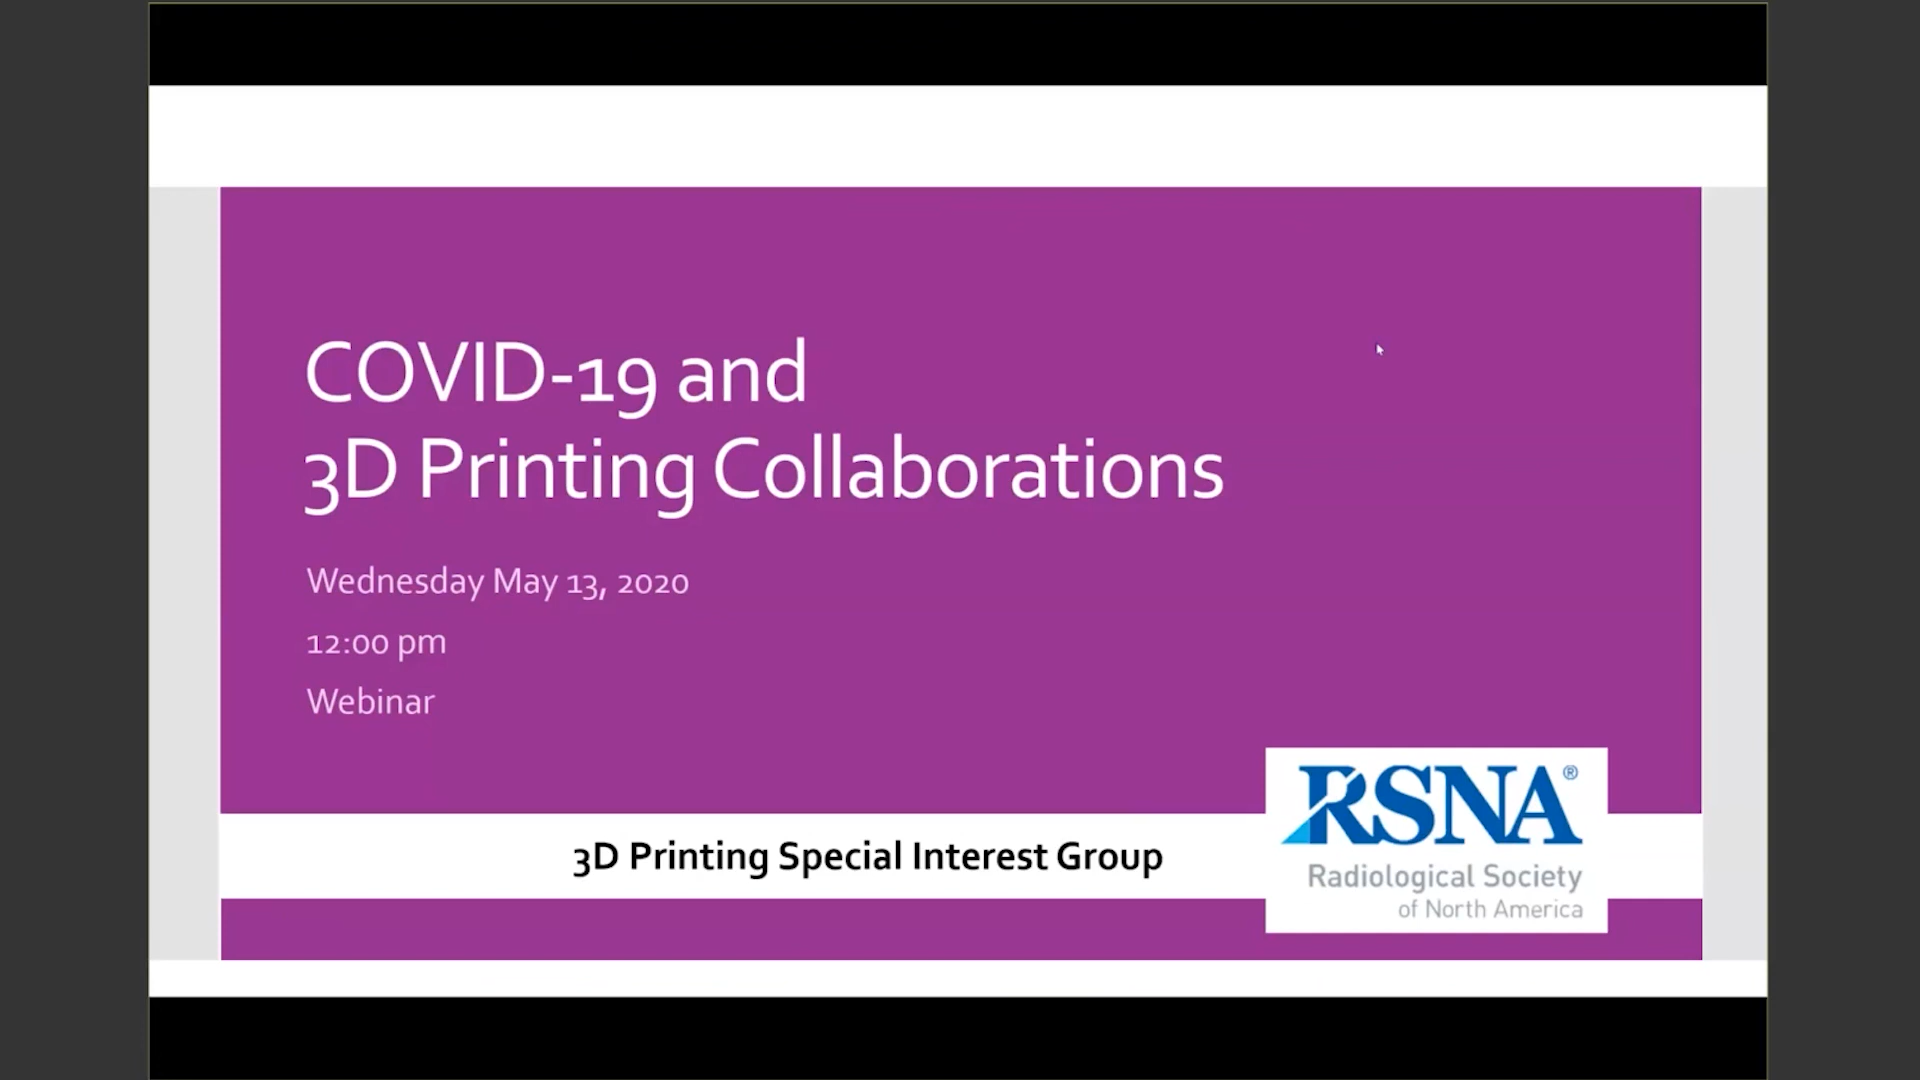 COVID-19 and
3D Printing Collaborations
Wednesday May 13, 2020
12:00 pm
Webinar
3D Printing Special Interest Group
RSNA®
Radiological Society
of North America